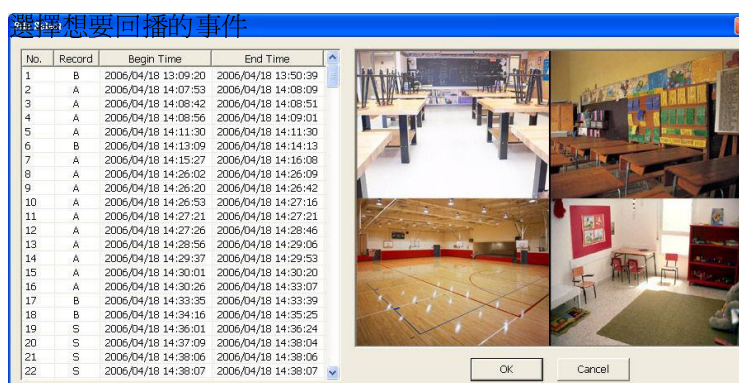 選擇想要回播的事件
No. Record Begin Time End Time
1 B 2006/04/18 13:09:20 2006/04/18 13:50:39
2 A 2006/04/18 14:07:53 2006/04/18 14:08:09
3 A 2006/04/18 14:08:42 2006/04/18 14:08:51
4 A 2006/04/18 14:08:56 2006/04/18 14:09:01
5 A 2006/04/18 14:11:30 2006/04/18 14:11:30
6 B 2006/04/18 14:13:09 2006/04/18 14:14:13
7 A 2006/04/18 14:15:27 2006/04/18 14:16:08
8 A 2006/04/18 14:26:02 2006/04/18 14:26:09
9 A 2006/04/18 14:26:20 2006/04/18 14:26:42
10 A 2006/04/18 14:26:53 2006/04/18 14:27:16
11 A 2006/04/18 14:27:21 2006/04/18 14:27:21
12 A 2006/04/18 14:27:26 2006/04/18 14:28:46
13 A 2006/04/18 14:28:56 2006/04/18 14:29:06
14 A 2006/04/18 14:29:37 2006/04/18 14:29:53
15 A 2006/04/18 14:30:01 2006/04/18 14:30:20
16 A 2006/04/18 14:30:26 2006/04/18 14:33:07
17 B 2006/04/18 14:33:35 2006/04/18 14:33:39
18 B 2006/04/18 14:34:16 2006/04/18 14:35:25
19 S 2006/04/18 14:36:01 2006/04/18 14:36:24
20 S 2006/04/18 14:37:09 2006/04/18 14:38:04
21 S 2006/04/18 14:38:06 2006/04/18 14:38:06
22 S 2006/04/18 14:38:07 2006/04/18 14:38:07
OK Cancel